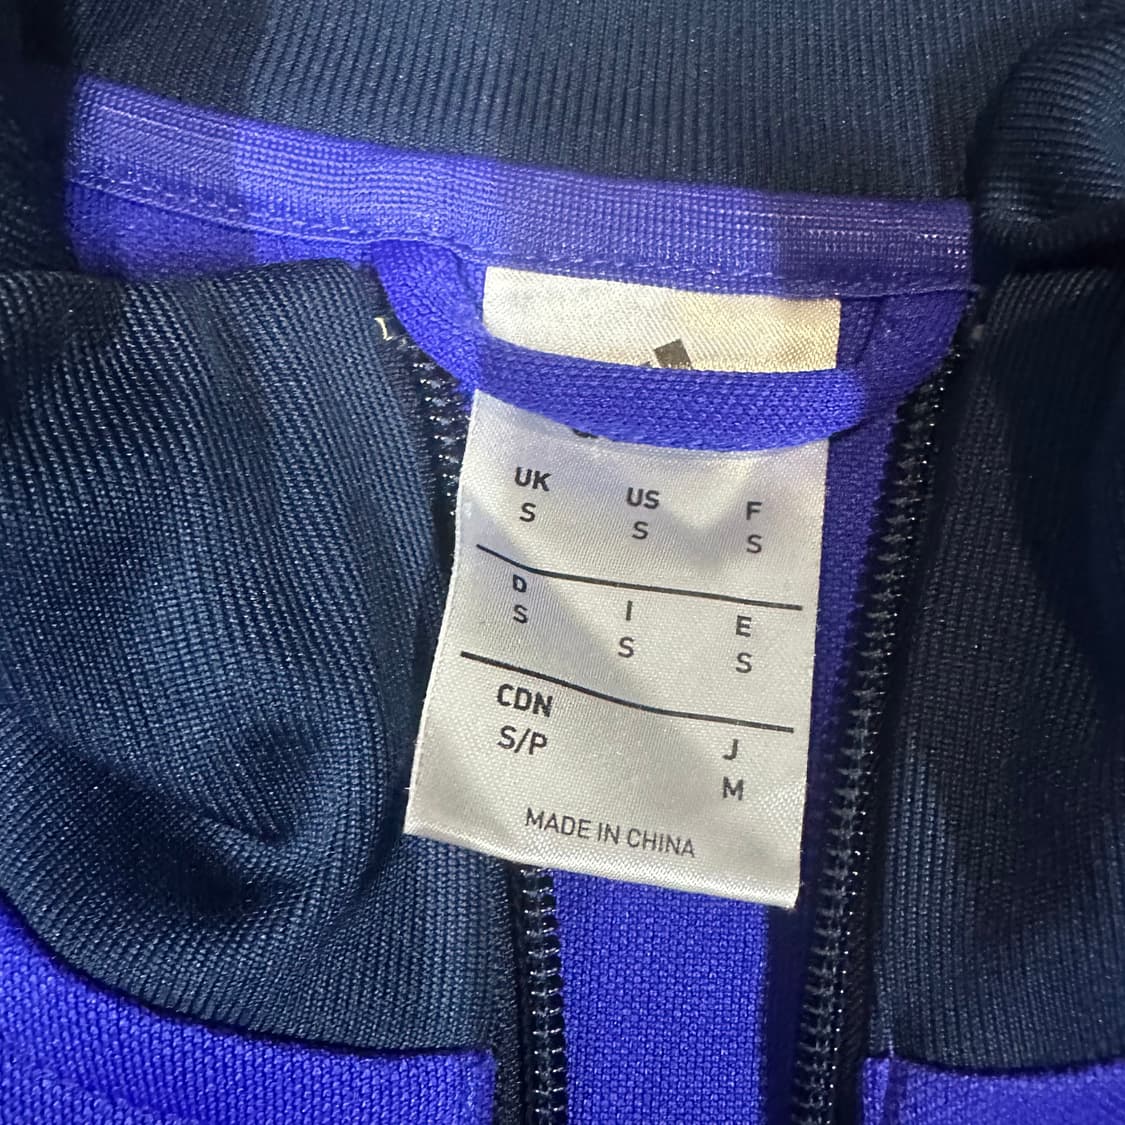 UK US F
S S S
D I E
S S S
CDN J
S/P M
MADE IN CHINA